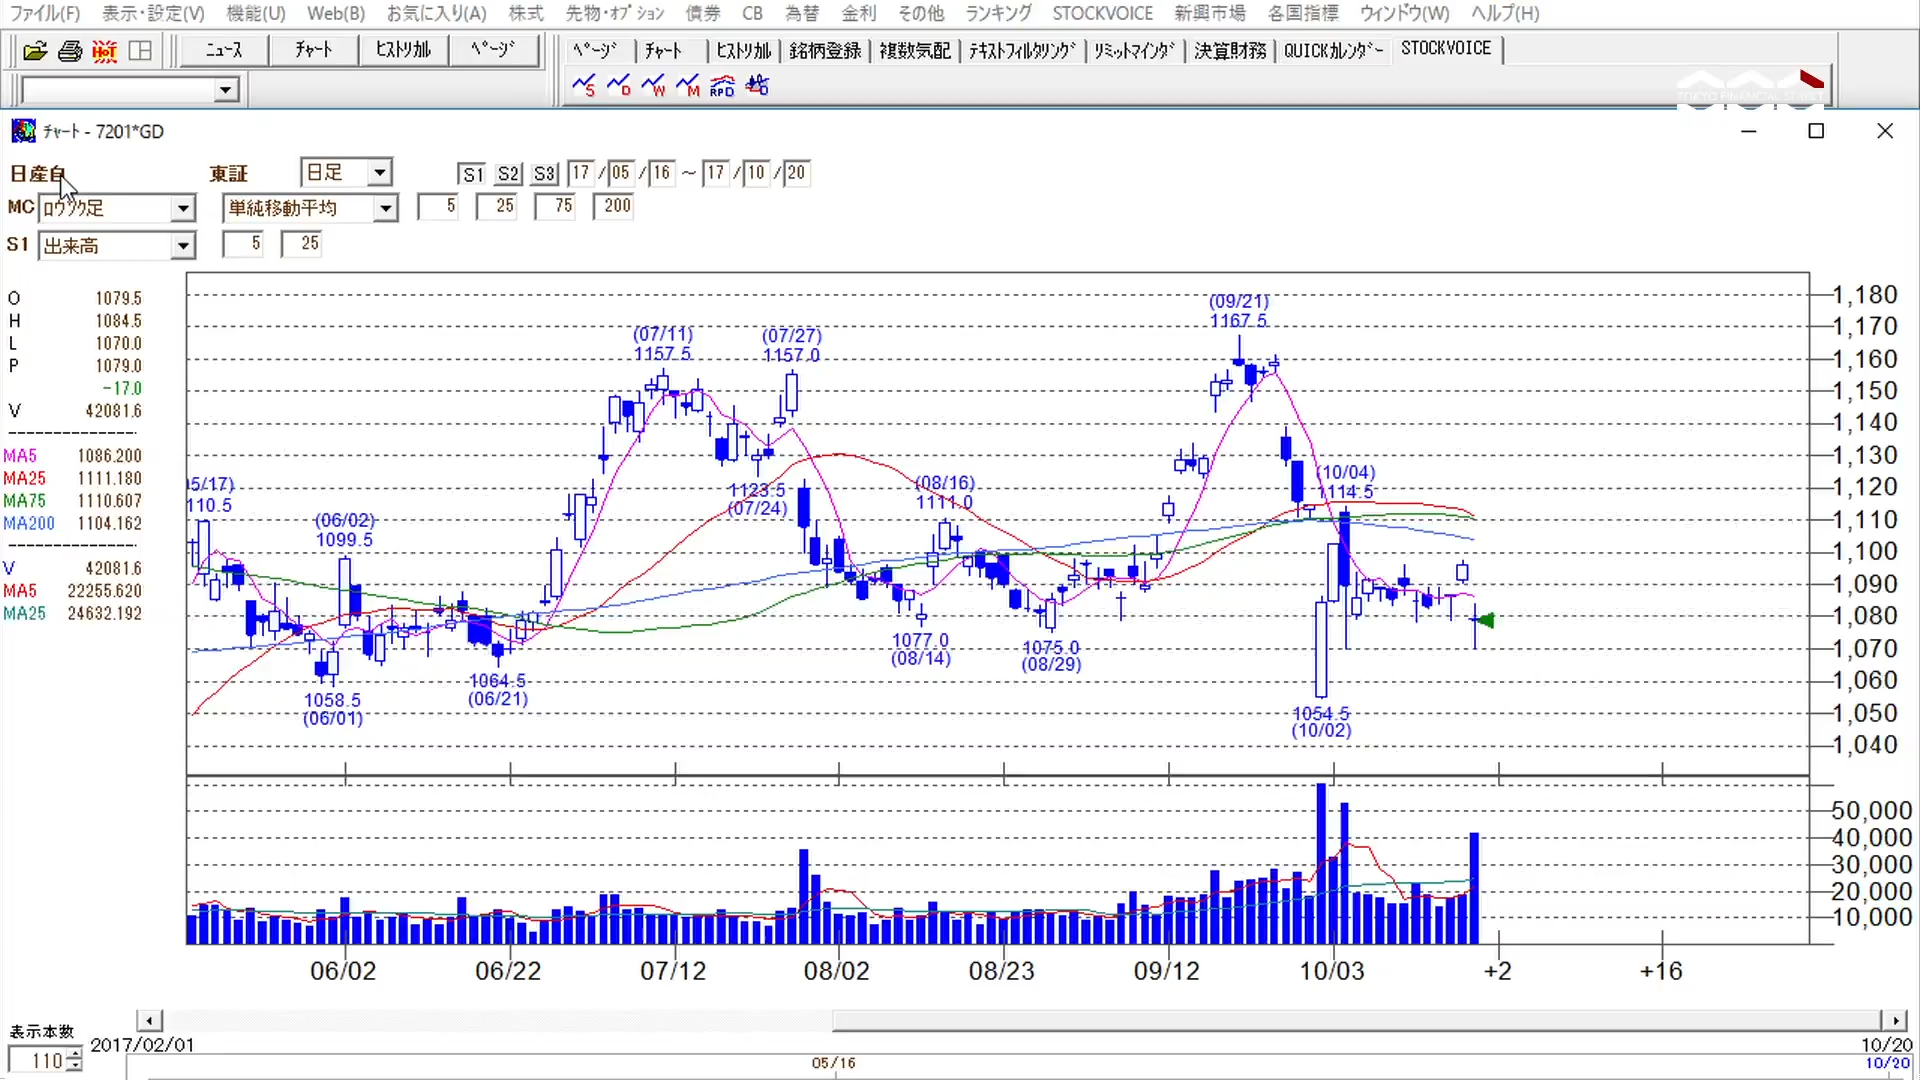 ファイル(F) 表示・設定(V) 機能(U) Web(B) お気に入り(A) 株式 先物・オプション 債券 CB 為替 金利 その他 ランキング STOCKVOICE 新興市場 各国指標 ウィンドウ(W) ヘルプ(H)
HOT ニュース チャート ヒストリカル ページ ページ チャート ヒストリカル 銘柄登録 複数気配 テキストフィルタリング リミットマインダ 決算財務 QUICKカレンダー STOCKVOICE
S D W M RPD D
TOKYO FINANCIAL STREET
チャート - 7201*GD
日産自 東証 日足 S1 S2 S3 17 /05 /16 ～ 17 /10 /20
MC ロウソク足 単純移動平均 5 25 75 200
S1 出来高 5 25
O 1079.5
H 1084.5
L 1070.0
P 1079.0
-17.0
V 42081.6
MA5 1086.200
MA25 1111.180
MA75 1110.607
MA200 1104.162
V 42081.6
MA5 22255.620
MA25 24632.192
(09/21)
1167.5
(07/11)
1157.5
(07/27)
1157.0
5/17)
110.5
(06/02)
1099.5
1123.5
(07/24)
(08/16)
1111.0
(10/04)
1114.5
1058.5
(06/01)
1064.5
(06/21)
1077.0
(08/14)
1075.0
(08/29)
1054.5
(10/02)
1,180
1,170
1,160
1,150
1,140
1,130
1,120
1,110
1,100
1,090
1,080
1,070
1,060
1,050
1,040
50,000
40,000
30,000
20,000
10,000
06/02 06/22 07/12 08/02 08/23 09/12 10/03 +2 +16
表示本数
110
2017/02/01 10/20
05/16 10/20